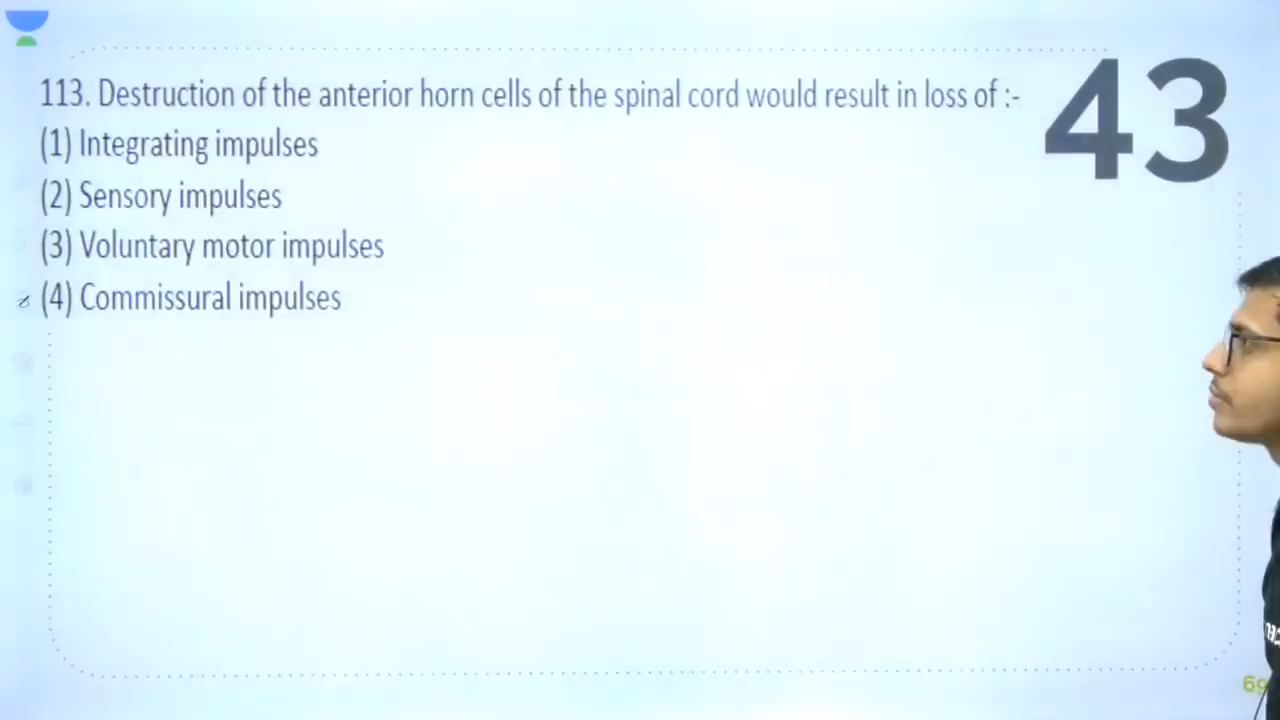 113. Destruction of the anterior horn cells of the spinal cord would result in loss of :-
43
(1) Integrating impulses
(2) Sensory impulses
(3) Voluntary motor impulses
(4) Commissural impulses
69